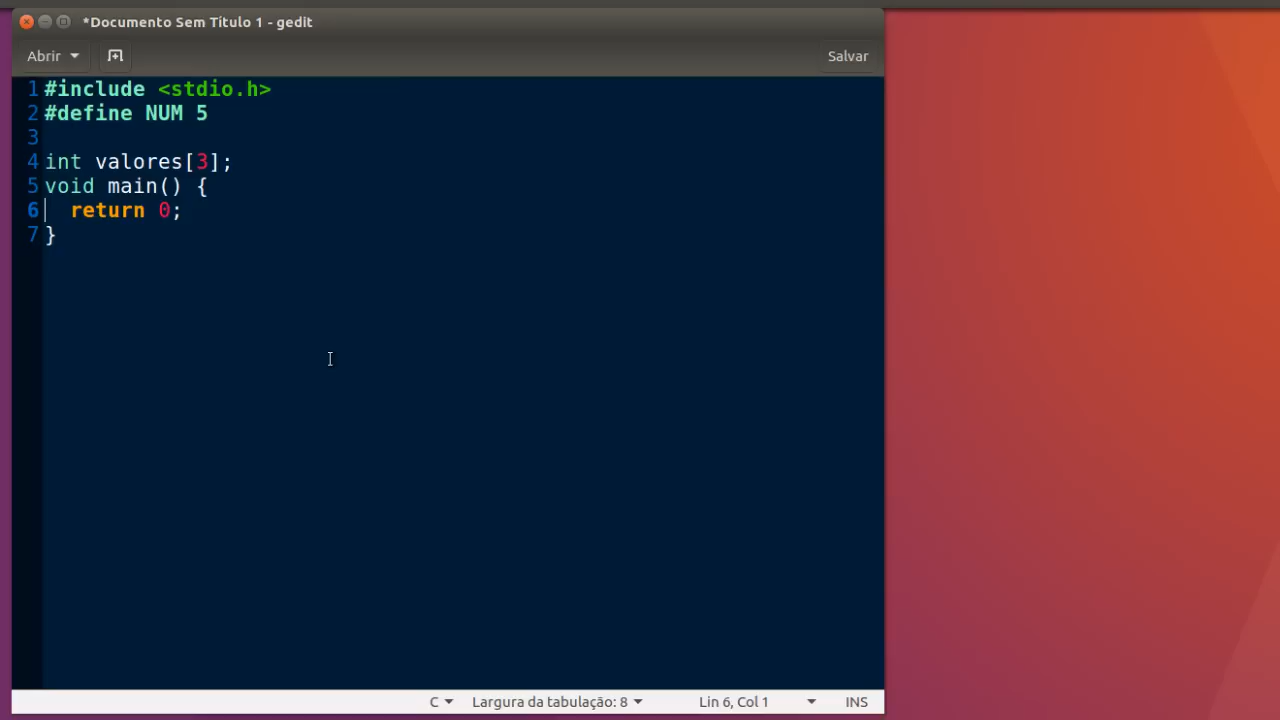 *Documento Sem Título 1 - gedit
Abrir
Salvar
1 #include <stdio.h>
2 #define NUM 5
3
4 int valores[3];
5 void main() {
6   return 0;
7 }
C
Largura da tabulação: 8
Lin 6, Col 1
INS